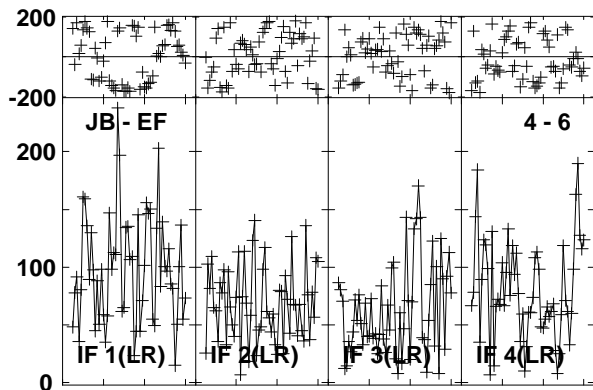 200
-200
JB - EF
4 - 6
200
100
IF 1(LR)
IF 2(LR)
IF 3(LR)
IF 4(LR)
0